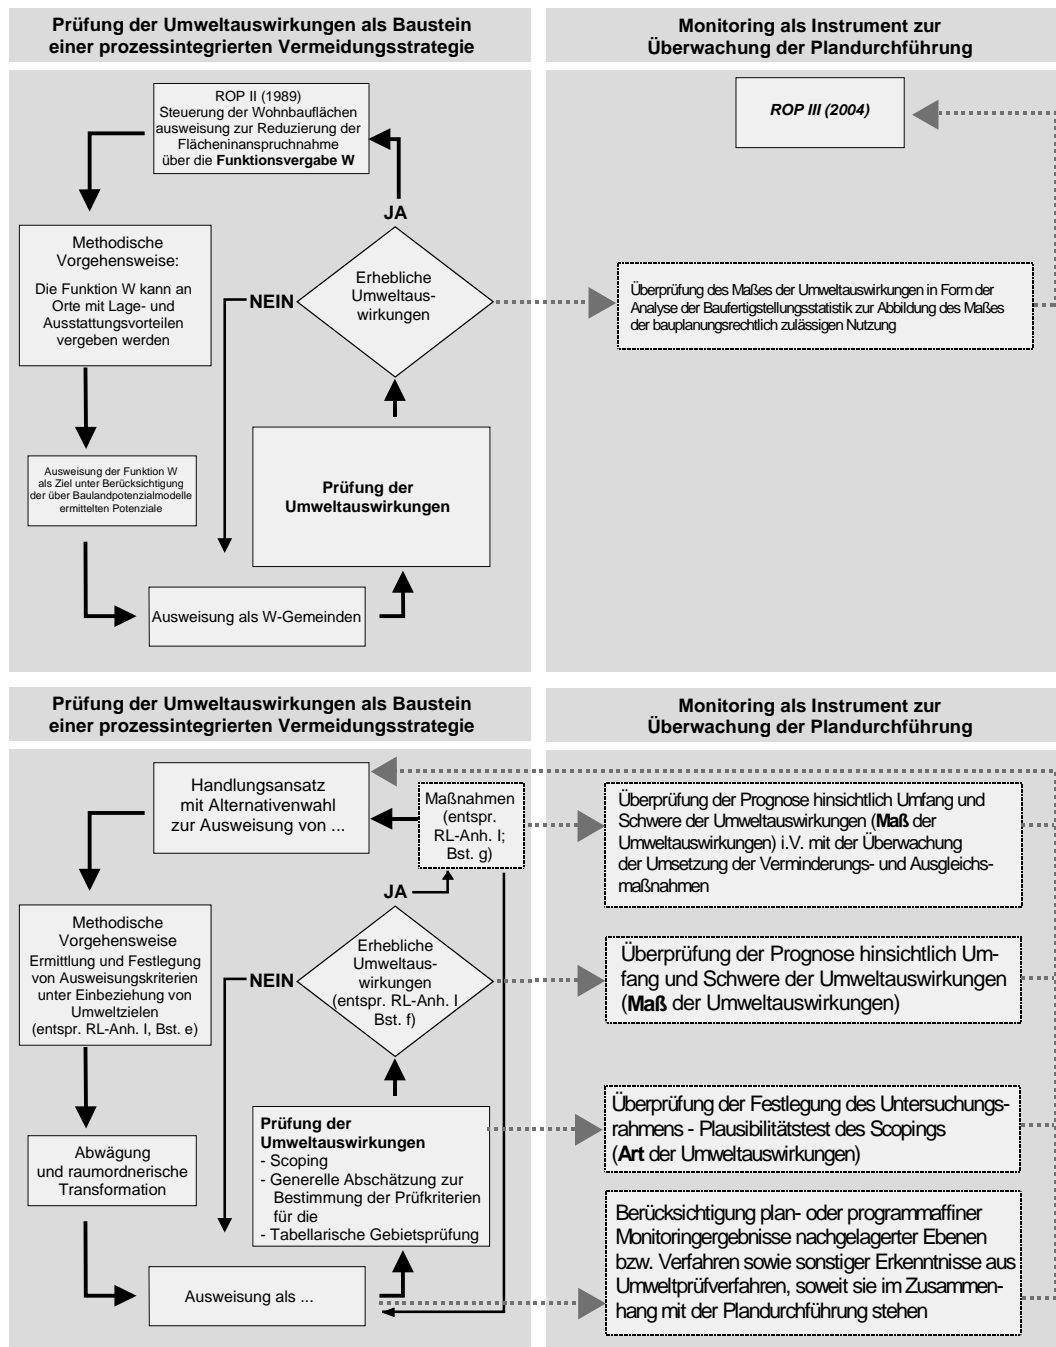 Prüfung der Umweltauswirkungen als Baustein
einer prozessintegrierten Vermeidungsstrategie
Monitoring als Instrument zur
Überwachung der Plandurchführung
ROP II (1989)
Steuerung der Wohnbauflächen
ausweisung zur Reduzierung der
Flächeninanspruchnahme
über die Funktionsvergabe W
ROP III (2004)
JA
Methodische
Vorgehensweise:
Die Funktion W kann an
Orte mit Lage- und
Ausstattungsvorteilen
vergeben werden
NEIN
Erhebliche
Umweltaus-
wirkungen
Überprüfung des Maßes der Umweltauswirkungen in Form der
Analyse der Baufertigstellungsstatistik zur Abbildung des Maßes
der bauplanungsrechtlich zulässigen Nutzung
Ausweisung der Funktion W
als Ziel unter Berücksichtigung
der über Baulandpotenzialmodelle
ermittelten Potenziale
Prüfung der
Umweltauswirkungen
Ausweisung als W-Gemeinden
Prüfung der Umweltauswirkungen als Baustein
einer prozessintegrierten Vermeidungsstrategie
Monitoring als Instrument zur
Überwachung der Plandurchführung
Handlungsansatz
mit Alternativenwahl
zur Ausweisung von ...
Maßnahmen
(entspr.
RL-Anh. I;
Bst. g)
Überprüfung der Prognose hinsichtlich Umfang und
Schwere der Umweltauswirkungen (Maß der
Umweltauswirkungen) i.V. mit der Überwachung
der Umsetzung der Verminderungs- und Ausgleichs-
maßnahmen
JA
Methodische
Vorgehensweise
Ermittlung und Festlegung
von Ausweisungskriterien
unter Einbeziehung von
Umweltzielen
(entspr. RL-Anh. I, Bst. e)
NEIN
Erhebliche
Umweltaus-
wirkungen
(entspr. RL-Anh. I
Bst. f)
Überprüfung der Prognose hinsichtlich Um-
fang und Schwere der Umweltauswirkungen
(Maß der Umweltauswirkungen)
Abwägung
und raumordnerische
Transformation
Prüfung der
Umweltauswirkungen
- Scoping
- Generelle Abschätzung zur
Bestimmung der Prüfkriterien
für die
- Tabellarische Gebietsprüfung
Überprüfung der Festlegung des Untersuchungs-
rahmens - Plausibilitätstest des Scopings
(Art der Umweltauswirkungen)
Ausweisung als ...
Berücksichtigung plan- oder programmaffiner
Monitoringergebnisse nachgelagerter Ebenen
bzw. Verfahren sowie sonstiger Erkenntnisse aus
Umweltprüfverfahren, soweit sie im Zusammen-
hang mit der Plandurchführung stehen